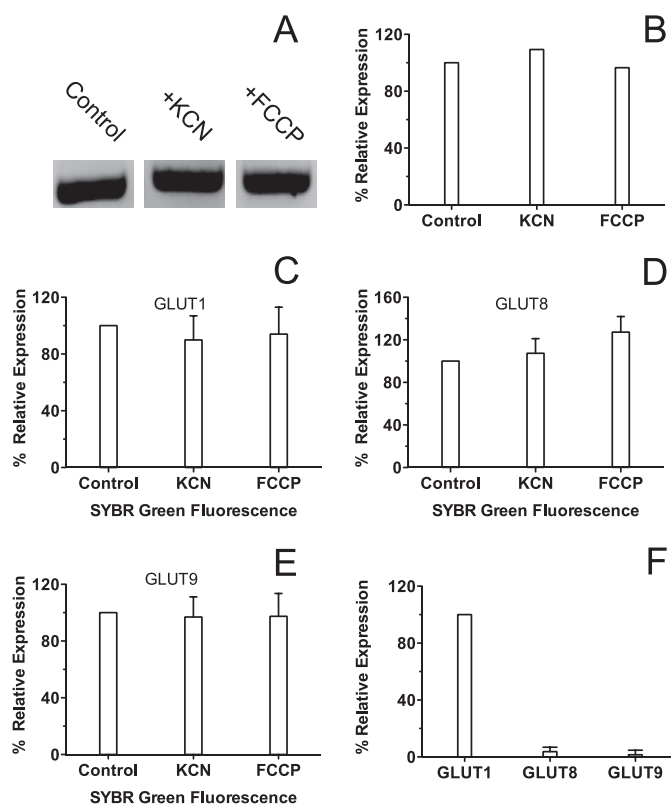 A
Control
+KCN
+FCCP
B
% Relative Expression
120
80
40
0
Control KCN FCCP
C
GLUT1
% Relative Expression
120
80
40
0
Control KCN FCCP
SYBR Green Fluorescence
D
GLUT8
% Relative Expression
160
120
80
40
0
Control KCN FCCP
SYBR Green Fluorescence
E
GLUT9
% Relative Expression
120
80
40
0
Control KCN FCCP
SYBR Green Fluorescence
F
% Relative Expression
120
80
40
0
GLUT1 GLUT8 GLUT9